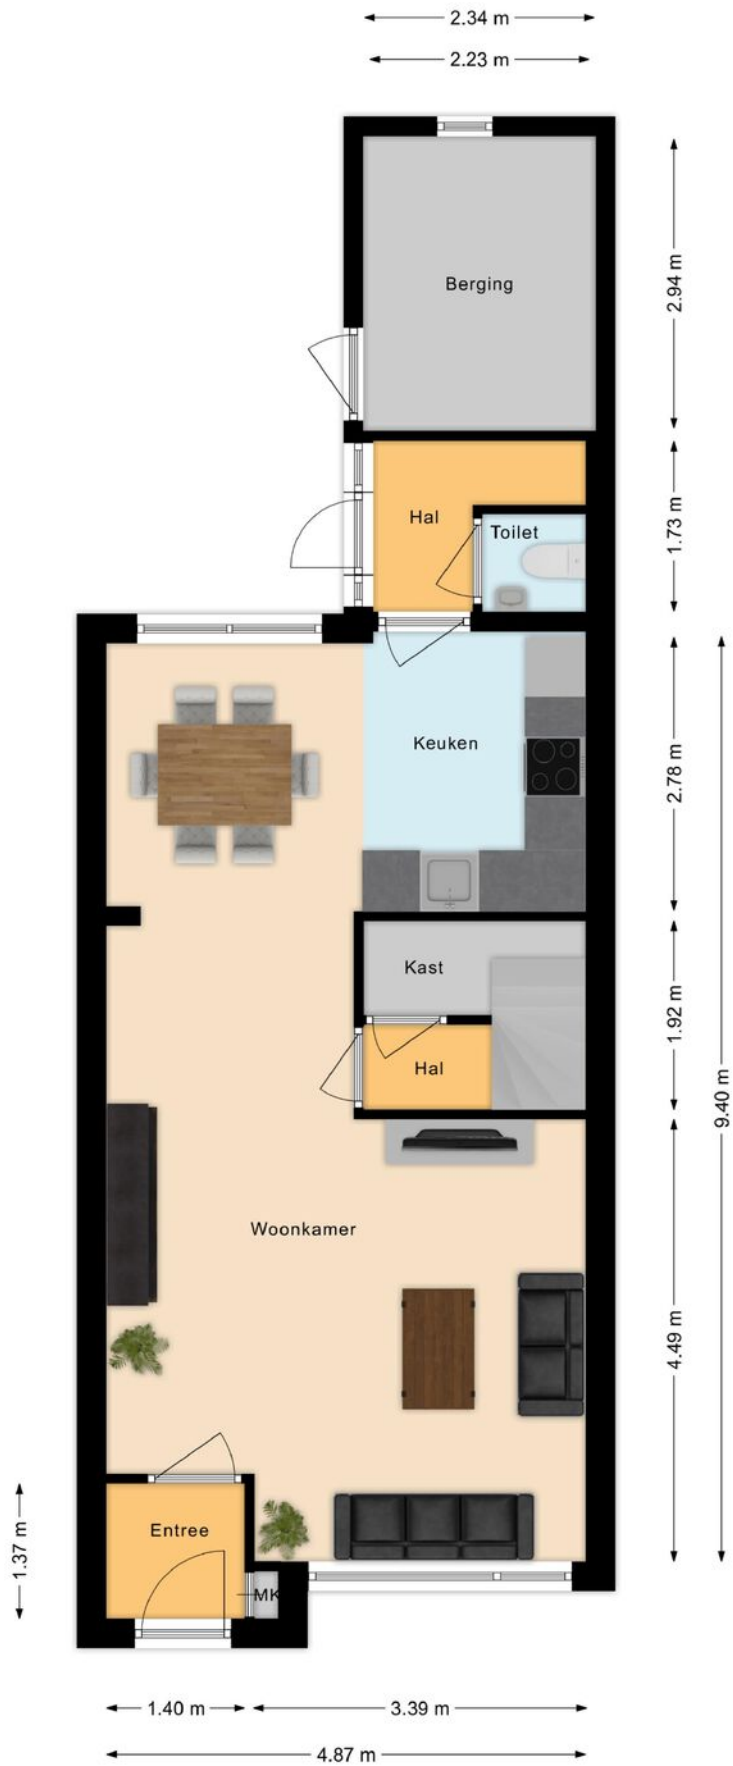 2.34 m
2.23 m
2.94 m
Berging
1.73 m
Hal
Toilet
Keuken
2.78 m
Kast
1.92 m
Hal
9.40 m
Woonkamer
4.49 m
1.37 m
Entree
MK
1.40 m
3.39 m
4.87 m